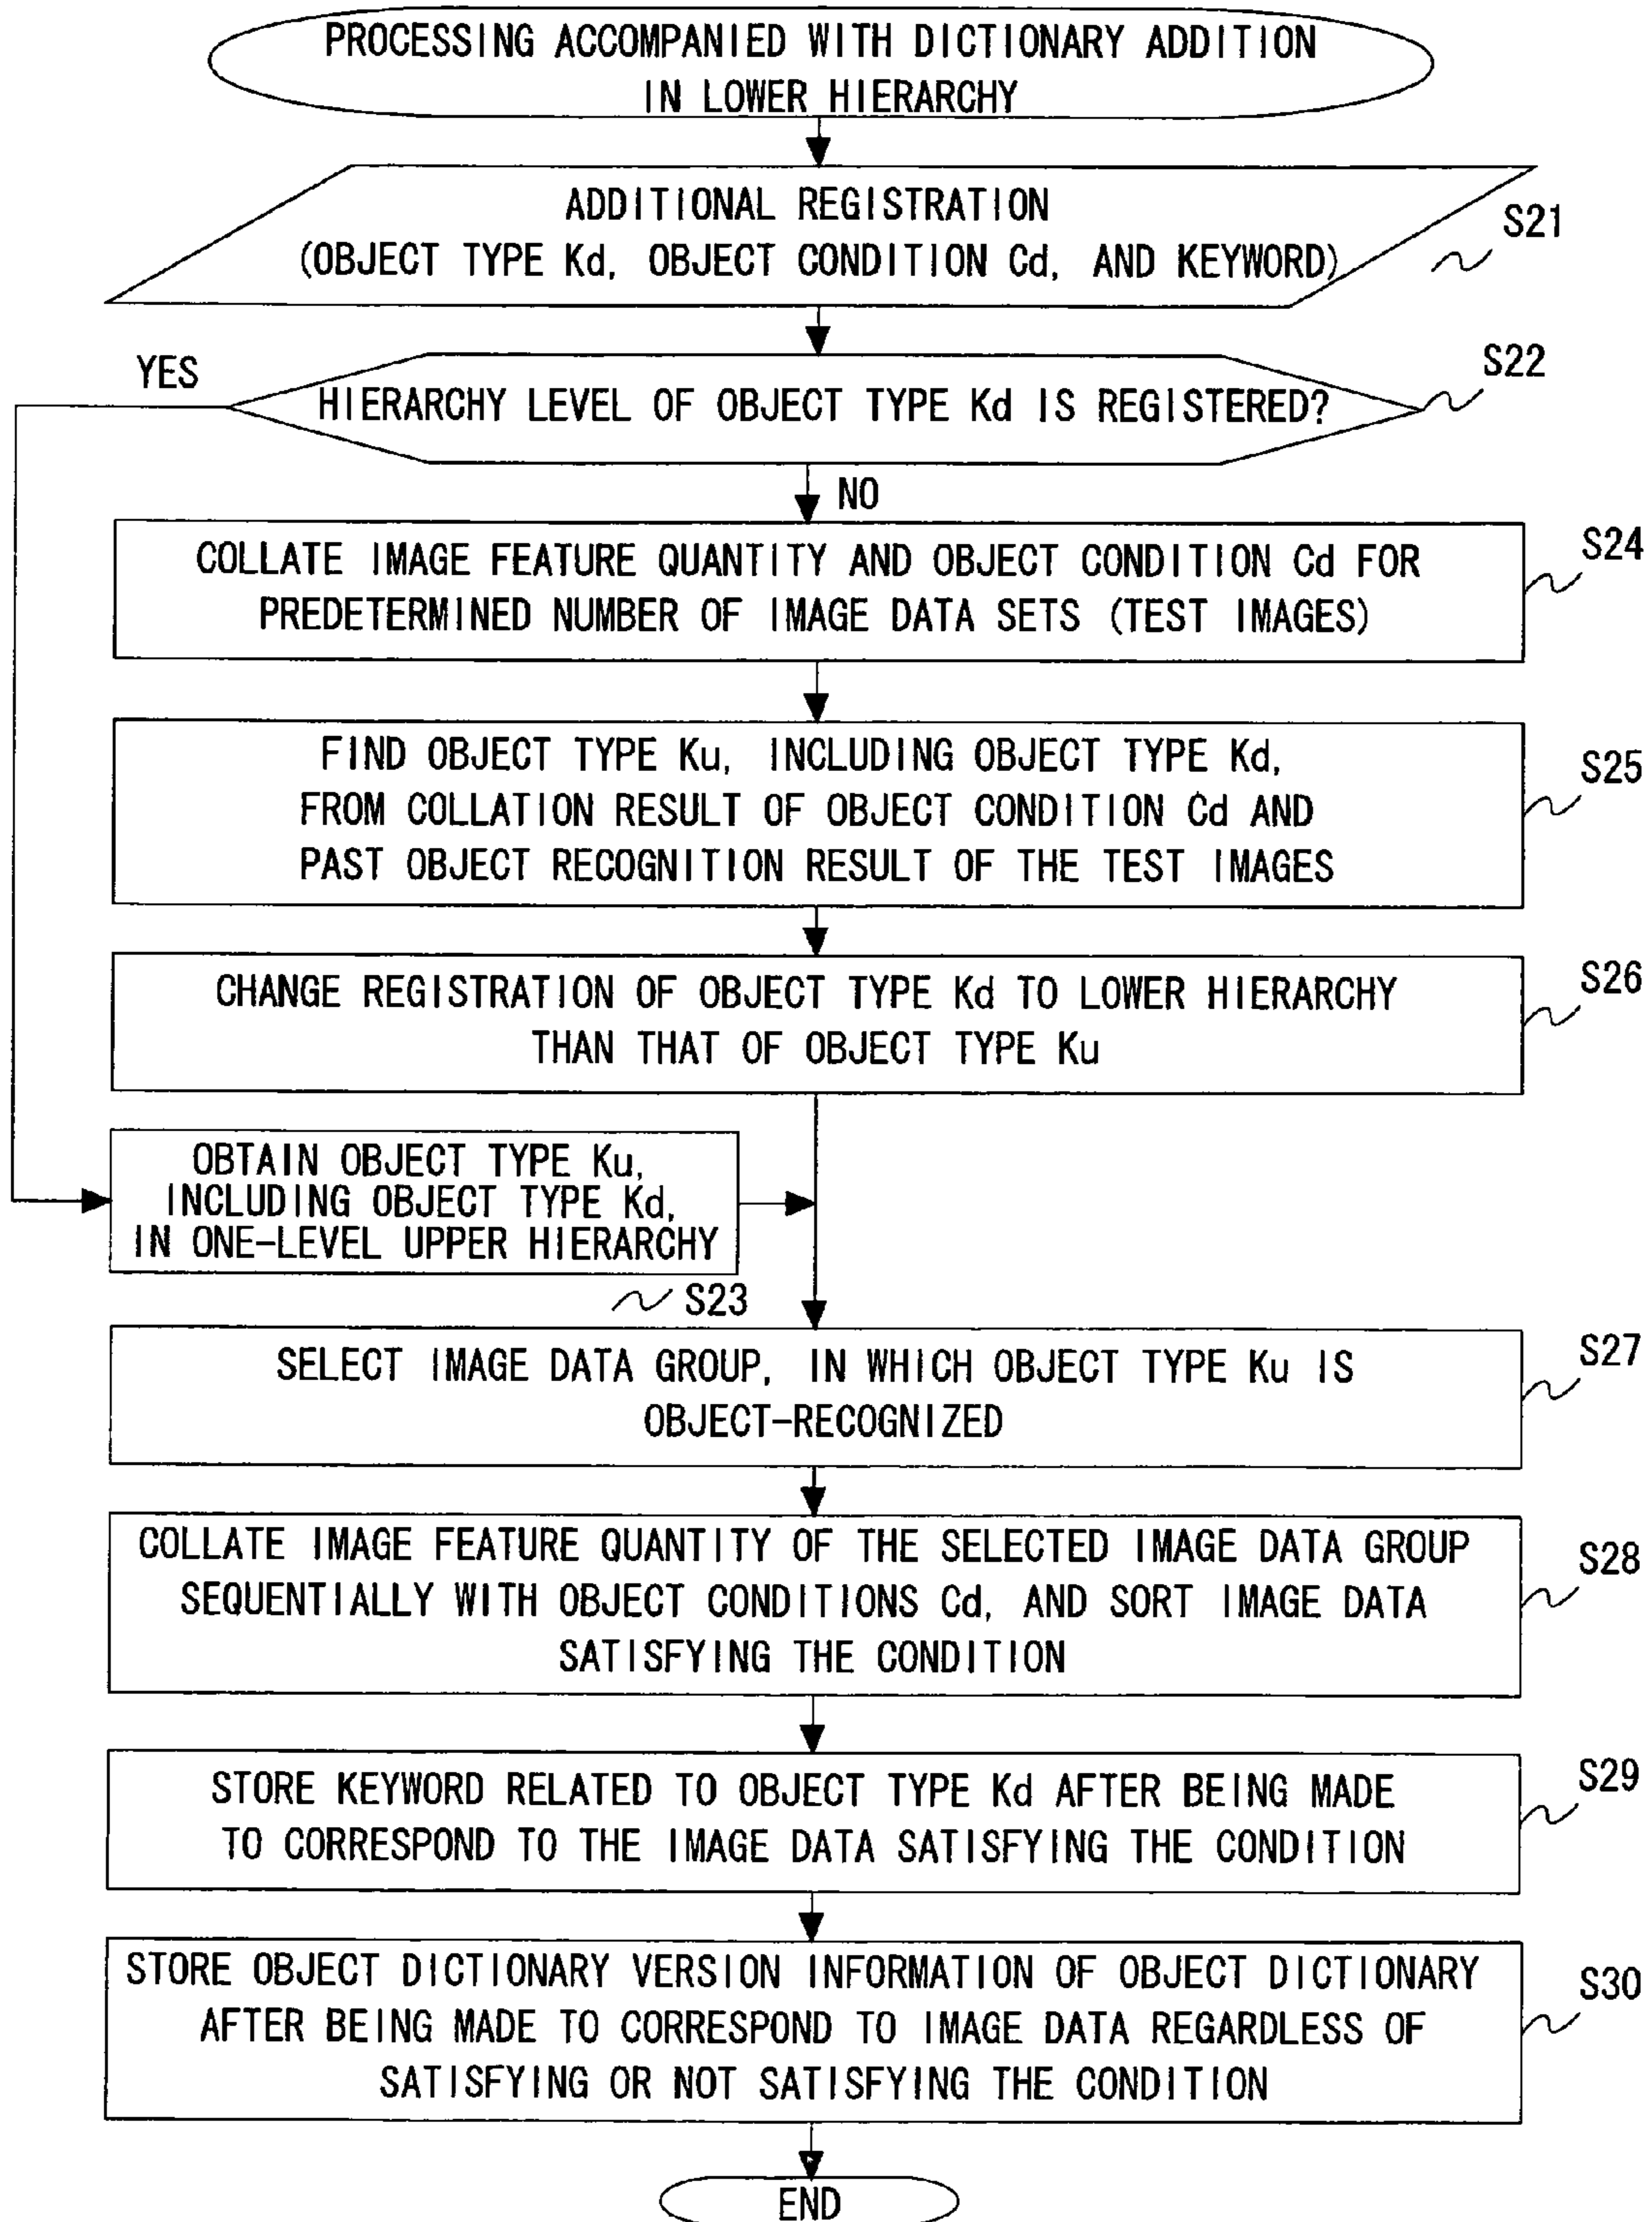 PROCESSING ACCOMPANIED WITH DICTIONARY ADDITION
IN LOWER HIERARCHY
ADDITIONAL REGISTRATION
(OBJECT TYPE Kd, OBJECT CONDITION Cd, AND KEYWORD)
S21
YES
HIERARCHY LEVEL OF OBJECT TYPE Kd IS REGISTERED?
S22
NO
COLLATE IMAGE FEATURE QUANTITY AND OBJECT CONDITION Cd FOR
PREDETERMINED NUMBER OF IMAGE DATA SETS (TEST IMAGES)
S24
FIND OBJECT TYPE Ku, INCLUDING OBJECT TYPE Kd,
FROM COLLATION RESULT OF OBJECT CONDITION Cd AND
PAST OBJECT RECOGNITION RESULT OF THE TEST IMAGES
S25
CHANGE REGISTRATION OF OBJECT TYPE Kd TO LOWER HIERARCHY
THAN THAT OF OBJECT TYPE Ku
S26
OBTAIN OBJECT TYPE Ku,
INCLUDING OBJECT TYPE Kd,
IN ONE-LEVEL UPPER HIERARCHY
S23
SELECT IMAGE DATA GROUP, IN WHICH OBJECT TYPE Ku IS
OBJECT-RECOGNIZED
S27
COLLATE IMAGE FEATURE QUANTITY OF THE SELECTED IMAGE DATA GROUP
SEQUENTIALLY WITH OBJECT CONDITIONS Cd, AND SORT IMAGE DATA
SATISFYING THE CONDITION
S28
STORE KEYWORD RELATED TO OBJECT TYPE Kd AFTER BEING MADE
TO CORRESPOND TO THE IMAGE DATA SATISFYING THE CONDITION
S29
STORE OBJECT DICTIONARY VERSION INFORMATION OF OBJECT DICTIONARY
AFTER BEING MADE TO CORRESPOND TO IMAGE DATA REGARDLESS OF
SATISFYING OR NOT SATISFYING THE CONDITION
S30
END